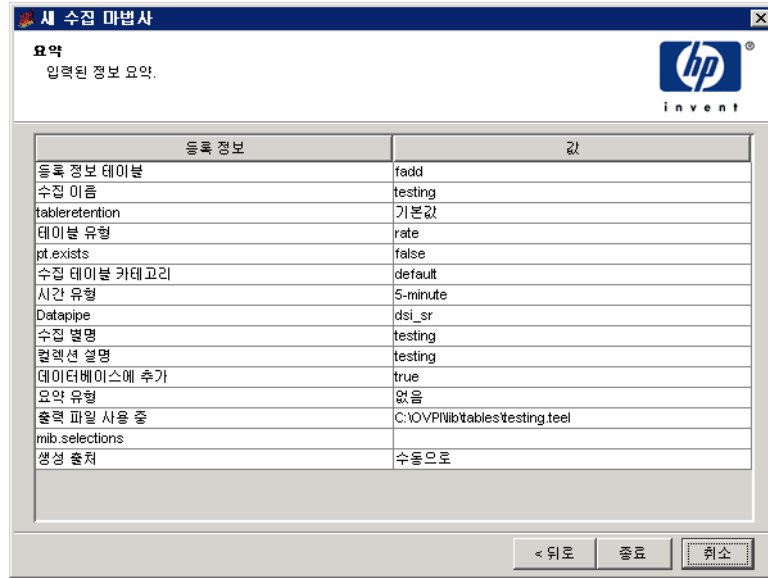 새 수집 마법사
요약
입력된 정보 요약.
hp
®
invent
등록 정보 값
등록 정보 테이블 fadd
수집 이름 testing
tableretention 기본값
테이블 유형 rate
pt.exists false
수집 테이블 카테고리 default
시간 유형 5-minute
Datapipe dsi_sr
수집 별명 testing
컬렉션 설명 testing
데이터베이스에 추가 true
요약 유형 없음
출력 파일 사용 중 C:\OVPI\lib\tables\testing.teel
mib.selections
생성 출처 수동으로
< 뒤로 종료 취소